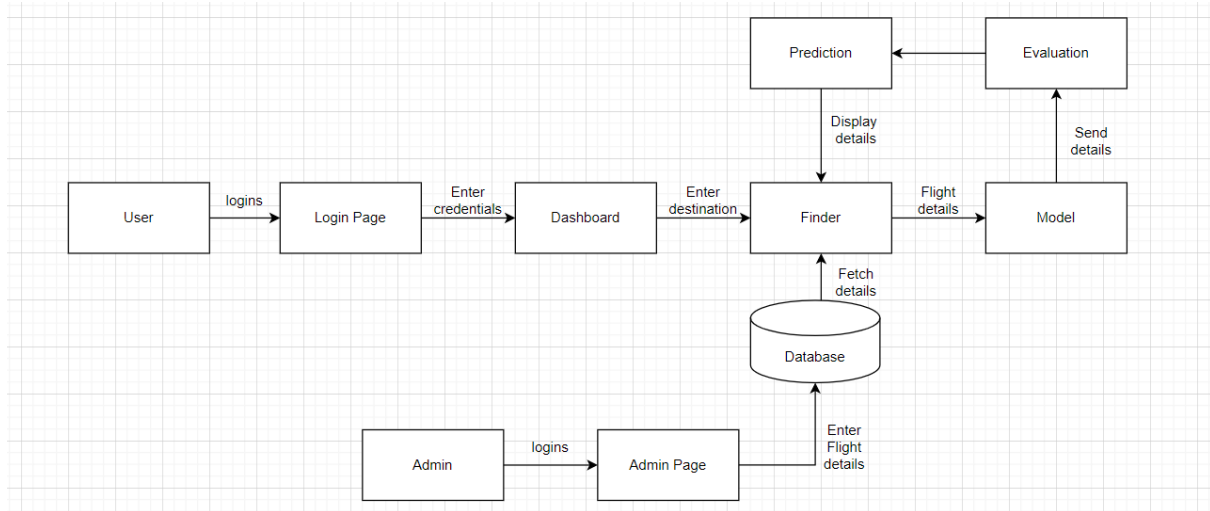 Prediction
Evaluation
Display
details
Send
details
User
logins
Login Page
Enter
credentials
Dashboard
Enter
destination
Finder
Flight
details
Model
Fetch
details
Database
Admin
logins
Admin Page
Enter
Flight
details